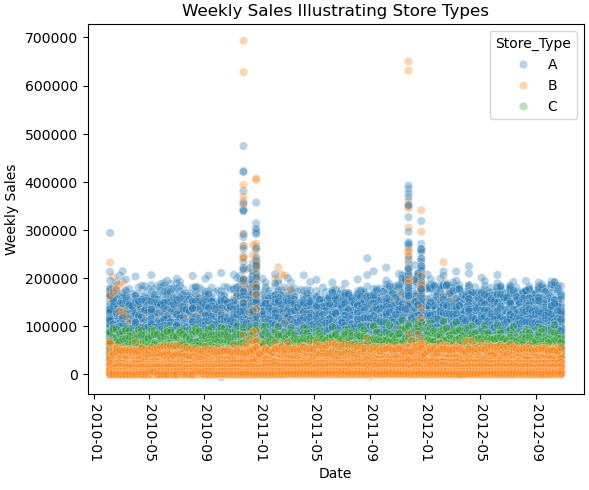 Weekly Sales Illustrating Store Types
700000
600000
500000
400000
300000
200000
100000
0
Weekly Sales
Store_Type
A
B
C
2010-01
2010-05
2010-09
2011-01
2011-05
2011-09
2012-01
2012-05
2012-09
Date